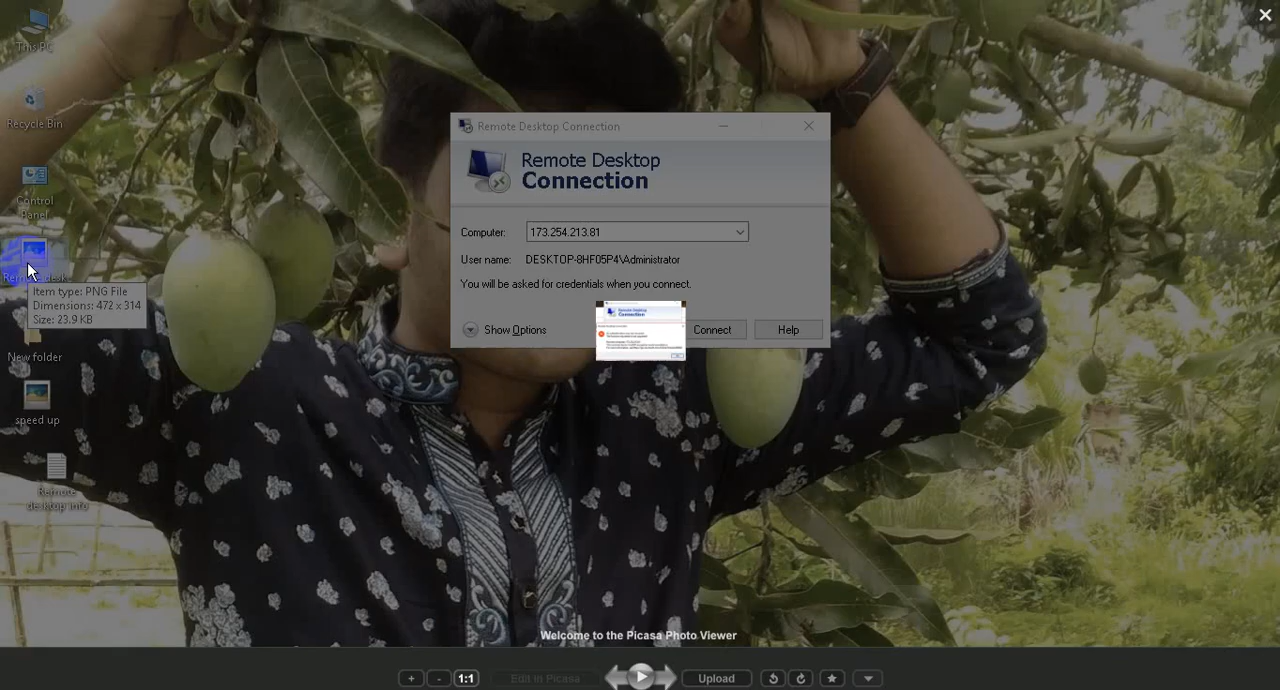 This PC
Recycle Bin
Control
Panel
Item type: PNG File
Dimensions: 472 x 314
Size: 23.9 KB
New folder
speed up
Remote
desktop info
Remote Desktop Connection
Remote Desktop
Connection
Computer:
173.254.213.81
User name:
DESKTOP-8HF05P4\Administrator
You will be asked for credentials when you connect.
Show Options
Connect
Help
Welcome to the Picasa Photo Viewer
+
-
1:1
Edit in Picasa
Upload